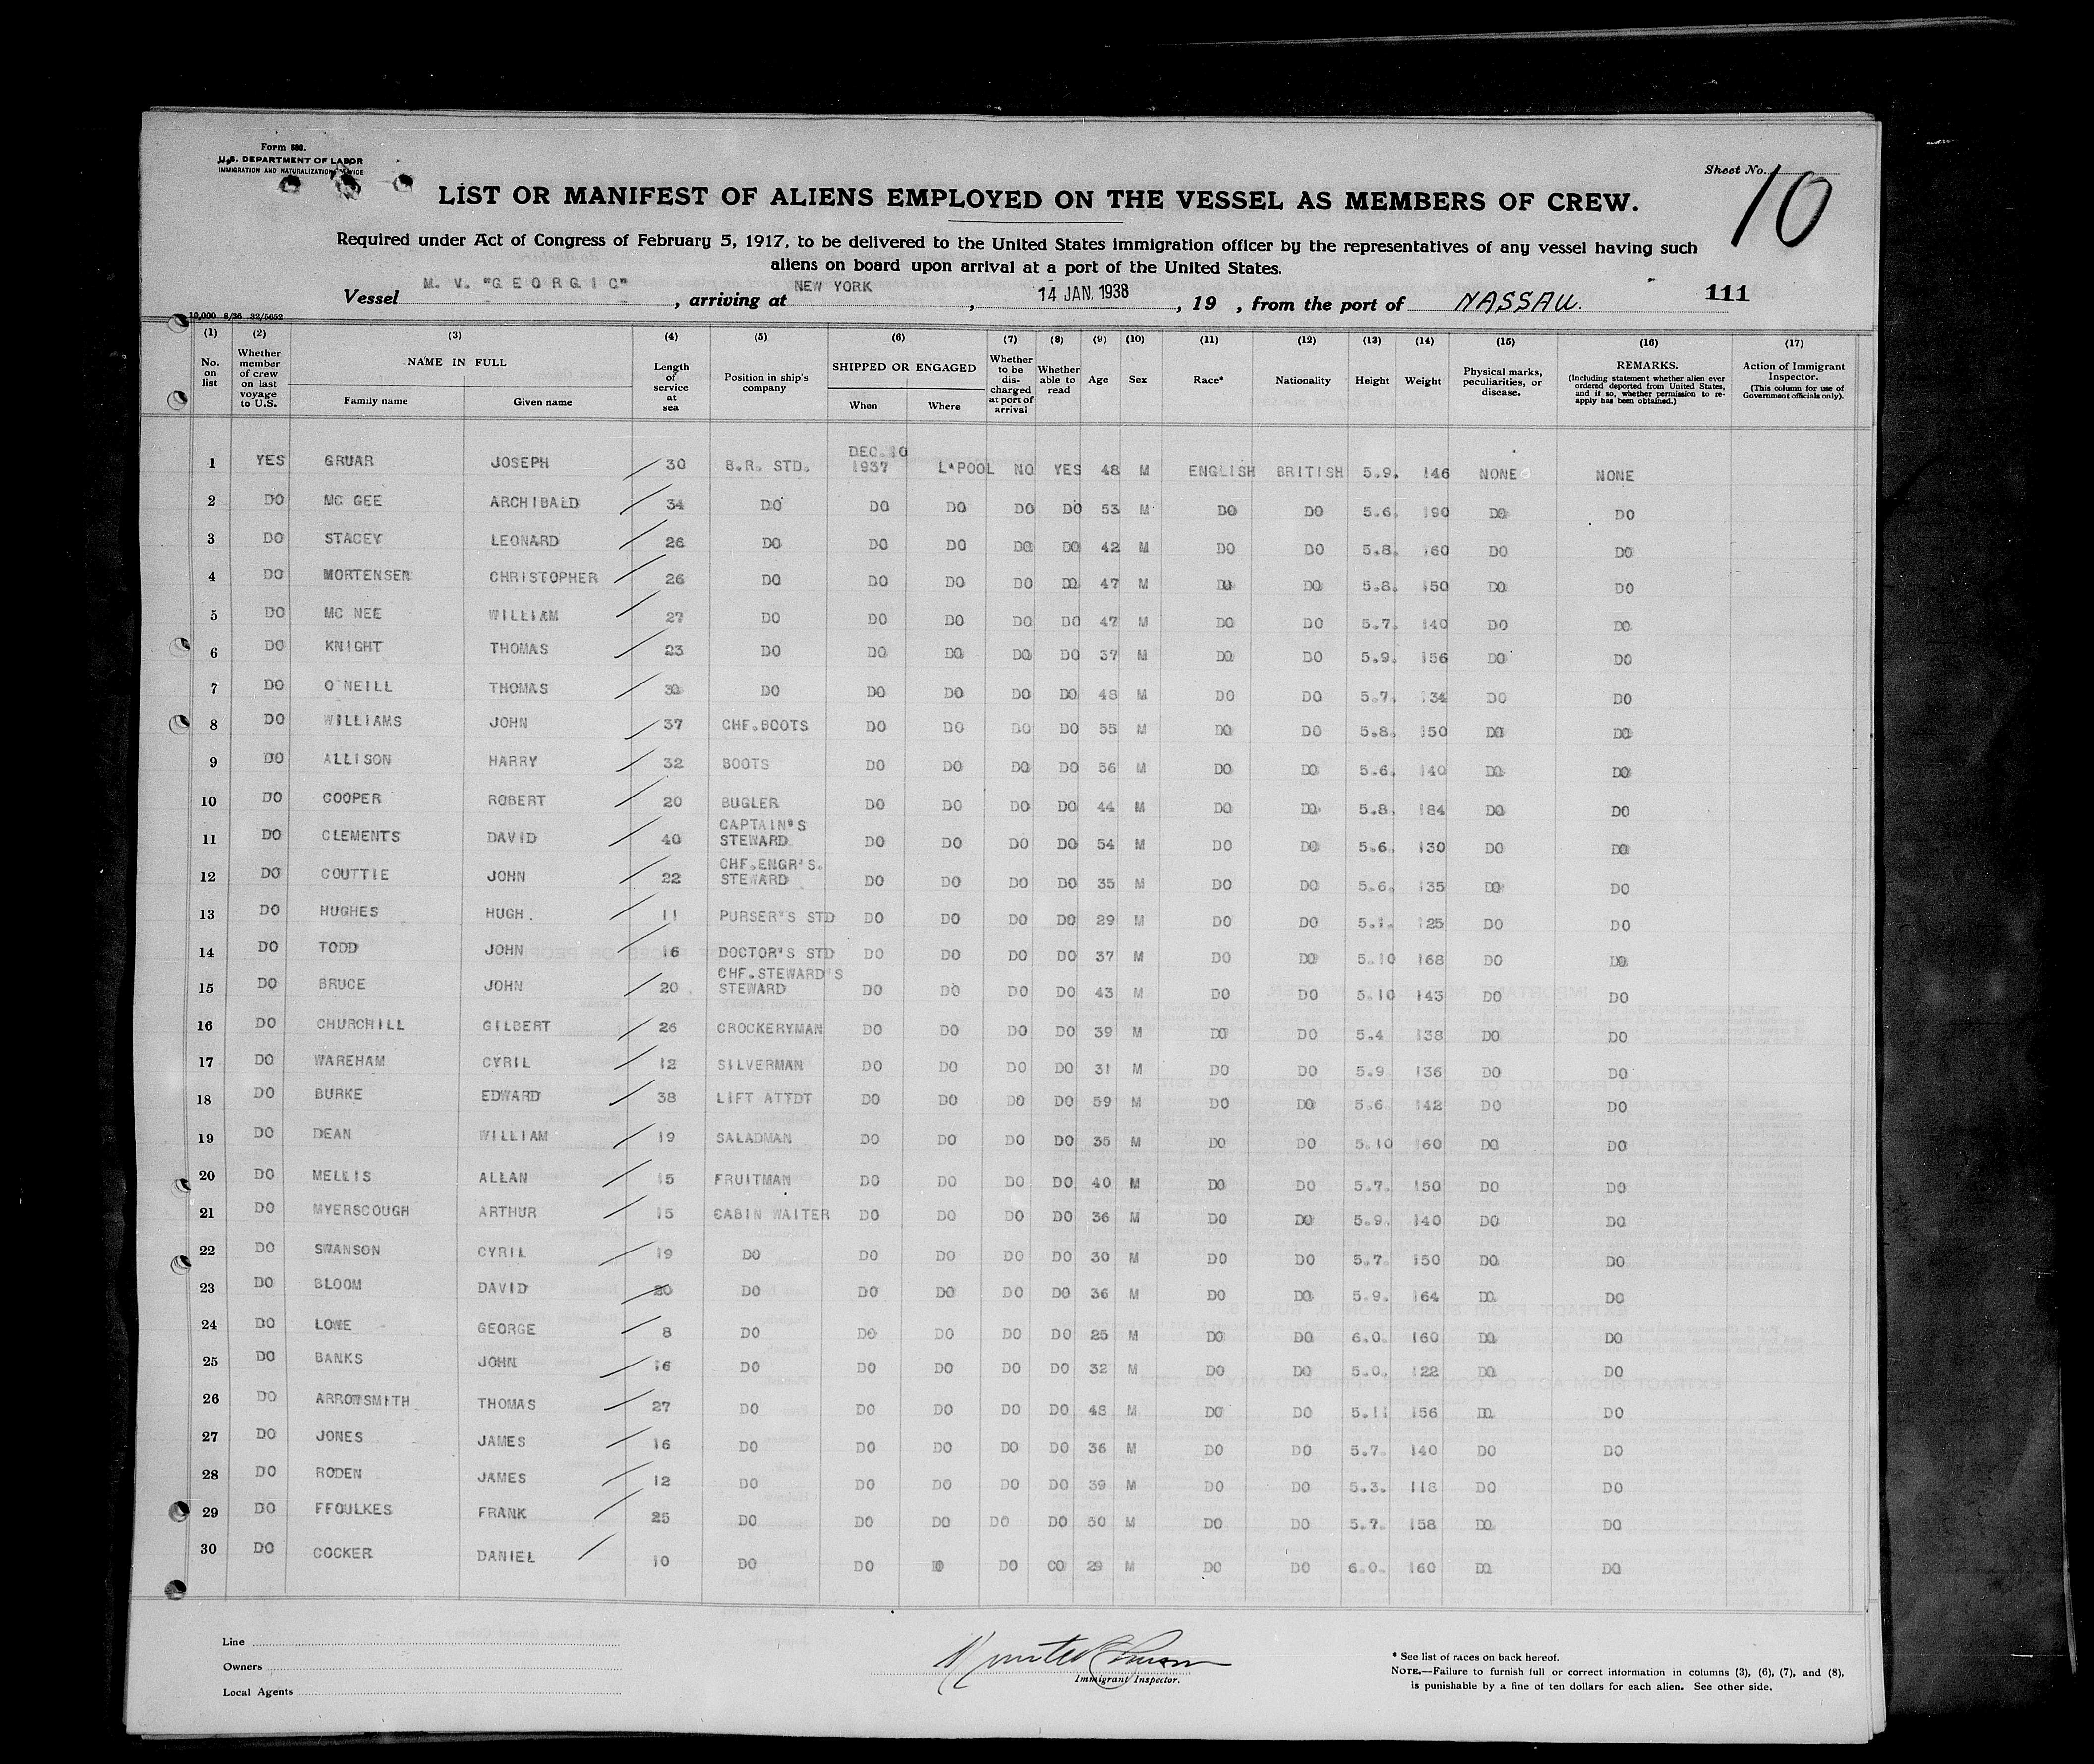 Form 680.
U.S. DEPARTMENT OF LABOR
IMMIGRATION AND NATURALIZATION SERVICE
Sheet No. 10
LIST OR MANIFEST OF ALIENS EMPLOYED ON THE VESSEL AS MEMBERS OF CREW.
Required under Act of Congress of February 5, 1917, to be delivered to the United States immigration officer by the representatives of any vessel having such
aliens on board upon arrival at a port of the United States.
Vessel M. V. "GEORGIC", arriving at NEW YORK, 14 JAN. 1938, 19 , from the port of NASSAU. 111
10,000 8/36 32/5652
(1) (2) (3) (4) (5) (6) (7) (8) (9) (10) (11) (12) (13) (14) (15) (16) (17)
No. on list | Whether member of crew on last voyage to U.S. | NAME IN FULL Family name Given name | Length of service at sea | Position in ship's company | SHIPPED OR ENGAGED When Where | Whether to be discharged at port of arrival | Whether able to read | Age | Sex | Race* | Nationality | Height | Weight | Physical marks, peculiarities, or disease. | REMARKS. (Including statement whether alien ever ordered deported from United States, and if so, whether permission to re-apply has been obtained.) | Action of Immigrant Inspector. (This column for use of Government officials only).
1 YES GRUAR JOSEPH 30 B.R. STD. DEC. 10 1937 L'POOL NO YES 48 M ENGLISH BRITISH 5.9. 146 NONE NONE
2 DO MC GEE ARCHIBALD 34 DO DO DO DO DO 53 M DO DO 5.6. 190 DO DO
3 DO STACEY LEONARD 26 DO DO DO DO DO 42 M DO DO 5.8. 160 DO DO
4 DO MORTENSEN CHRISTOPHER 26 DO DO DO DO DO 47 M DO DO 5.8. 150 DO DO
5 DO MC NEE WILLIAM 27 DO DO DO DO DO 47 M DO DO 5.7. 140 DO DO
6 DO KNIGHT THOMAS 23 DO DO DO DO DO 37 M DO DO 5.9. 156 DO DO
7 DO O'NEILL THOMAS DO DO DO DO DO 48 M DO DO 5.7. 134 DO DO
8 DO WILLIAMS JOHN 37 CHF.BOOTS DO DO DO DO 55 M DO DO 5.8. 150 DO DO
9 DO ALLISON HARRY 32 BOOTS DO DO DO DO 56 M DO DO 5.6. 140 DO DO
10 DO COOPER ROBERT 20 BUGLER DO DO DO DO 44 M DO DO 5.8. 184 DO DO
11 DO CLEMENTS DAVID 40 CAPTAIN'S STEWARD DO DO DO DO 54 M DO DO 5.6. 130 DO DO
12 DO COUTTIE JOHN 22 CHF.ENGR'S. STEWARD DO DO DO DO 35 M DO DO 5.6. 135 DO DO
13 DO HUGHES HUGH. 11 PURSER'S STD DO DO DO DO 29 M DO DO 5.1. 125 DO DO
14 DO TODD JOHN 16 DOCTOR'S STD DO DO DO DO 37 M DO DO 5.10 168 DO DO
15 DO BRUCE JOHN 20 CHF.STEWARD'S STEWARD DO DO DO DO 43 M DO DO 5.10 143 DO DO
16 DO CHURCHILL GILBERT 26 CROCKERYMAN DO DO DO DO 39 M DO DO 5.4 138 DO DO
17 DO WAREHAM CYRIL 12 SILVERMAN DO DO DO DO 31 M DO DO 5.9 136 DO DO
18 DO BURKE EDWARD 38 LIFT ATTDT DO DO DO DO 59 M DO DO 5.6 142 DO DO
19 DO DEAN WILLIAM 19 SALADMAN DO DO DO DO 35 M DO DO 5.10 160 DO DO
20 DO MELLIS ALLAN 15 FRUITMAN DO DO DO DO 40 M DO DO 5.7. 150 DO DO
21 DO MYERSCOUGH ARTHUR 15 CABIN WAITER DO DO DO DO 36 M DO DO 5.9. 140 DO DO
22 DO SWANSON CYRIL 19 DO DO DO DO DO 30 M DO DO 5.7. 150 DO DO
23 DO BLOOM DAVID 20 DO DO DO DO DO 36 M DO DO 5.9. 164 DO DO
24 DO LOWE GEORGE 8 DO DO DO DO DO 25 M DO DO 6.0. 160 DO DO
25 DO BANKS JOHN 16 DO DO DO DO DO 32 M DO DO 5.0. 122 DO DO
26 DO ARROWSMITH THOMAS 27 DO DO DO DO DO 48 M DO DO 5.11 156 DO DO
27 DO JONES JAMES 16 DO DO DO DO DO 36 M DO DO 5.7. 140 DO DO
28 DO RODEN JAMES 12 DO DO DO DO DO 39 M DO DO 5.3. 118 DO DO
29 DO FFOULKES FRANK 25 DO DO DO DO DO 50 M DO DO 5.7. 158 DO DO
30 DO COCKER DANIEL 10 DO DO DO DO CO 29 M DO DO 6.0. 160 DO DO
Line
Owners
Local Agents
Immigrant Inspector.
* See list of races on back hereof.
NOTE.—Failure to furnish full or correct information in columns (3), (6), (7), and (8),
is punishable by a fine of ten dollars for each alien. See other side.